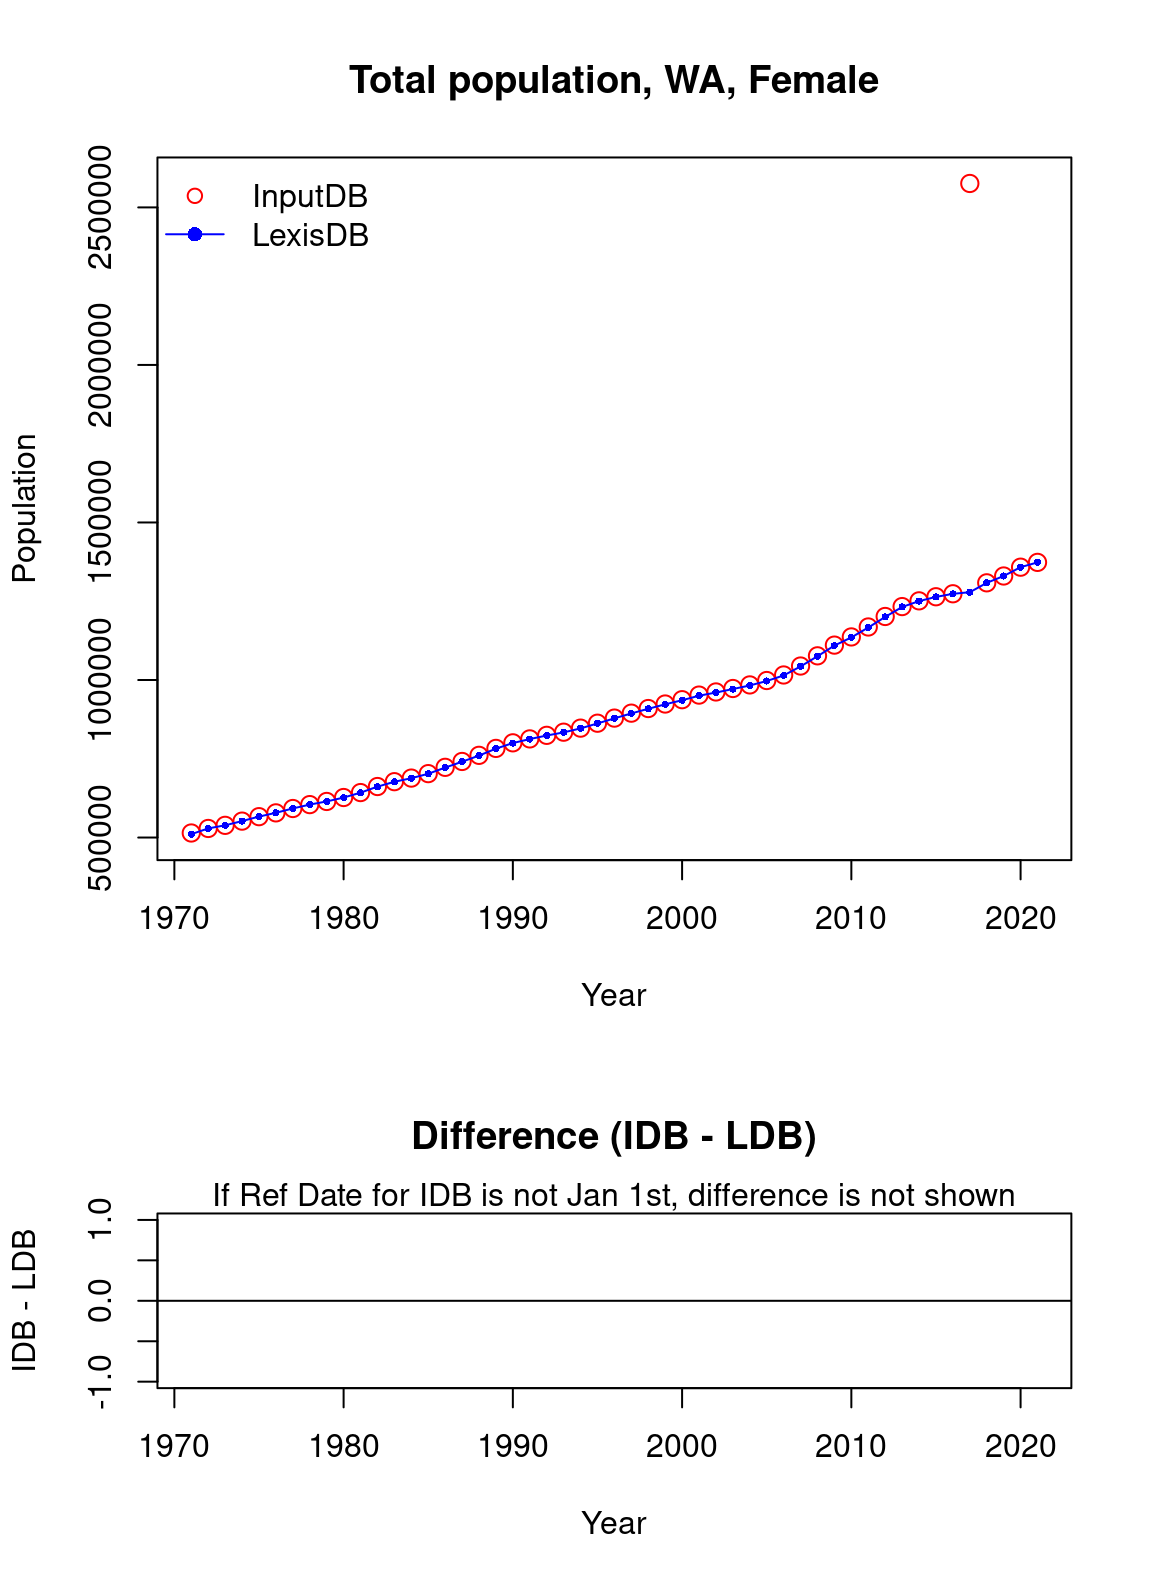 Total population, WA, Female
InputDB
LexisDB
Population
2500000
2000000
1500000
1000000
500000
1970 1980 1990 2000 2010 2020
Year
Difference (IDB - LDB)
If Ref Date for IDB is not Jan 1st, difference is not shown
IDB - LDB
1.0
0.0
-1.0
1970 1980 1990 2000 2010 2020
Year